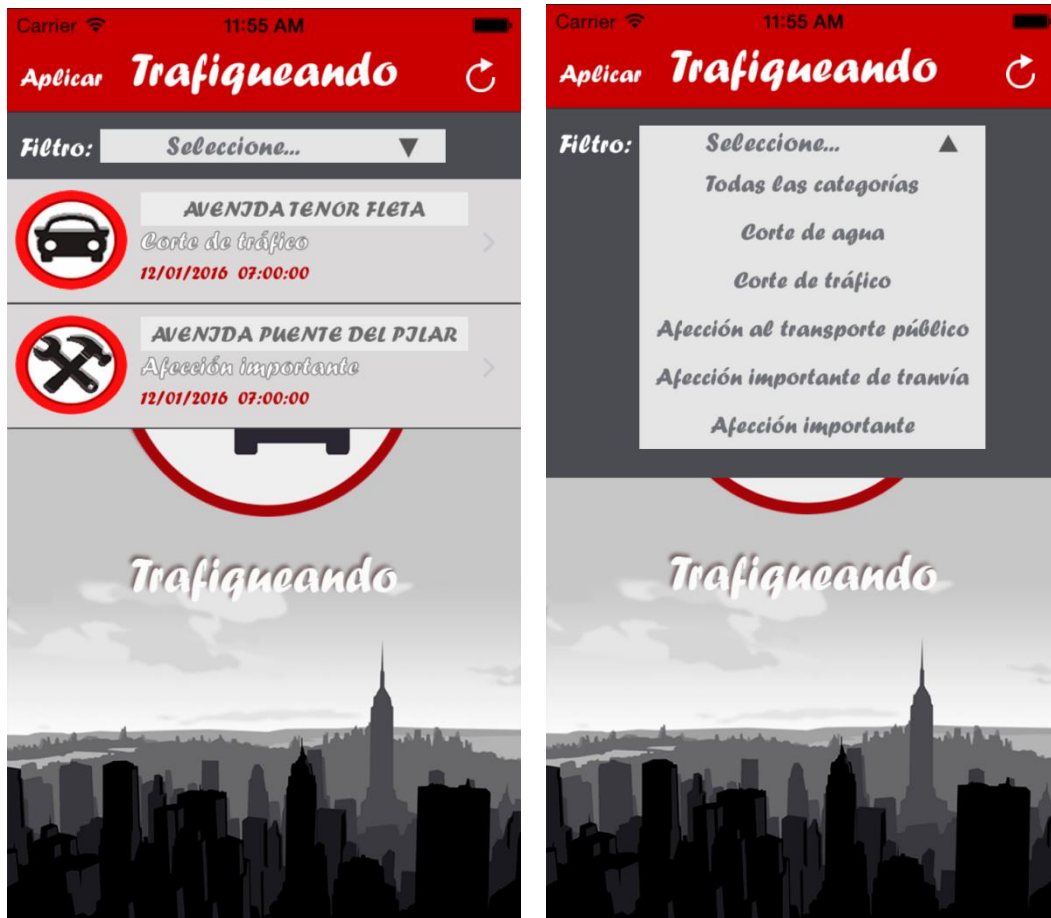 Carrier 11:55 AM
Aplicar Trafiqueando
Filtro: Seleccione... ▼
AVENIDA TENOR FLETA
Corte de tráfico
12/01/2016 07:00:00
AVENIDA PUENTE DEL PILAR
Afección importante
12/01/2016 07:00:00
Trafiqueando
Carrier 11:55 AM
Aplicar Trafiqueando
Filtro: Seleccione... ▲
Todas las categorías
Corte de agua
Corte de tráfico
Afección al transporte público
Afección importante de tranvía
Afección importante
Trafiqueando